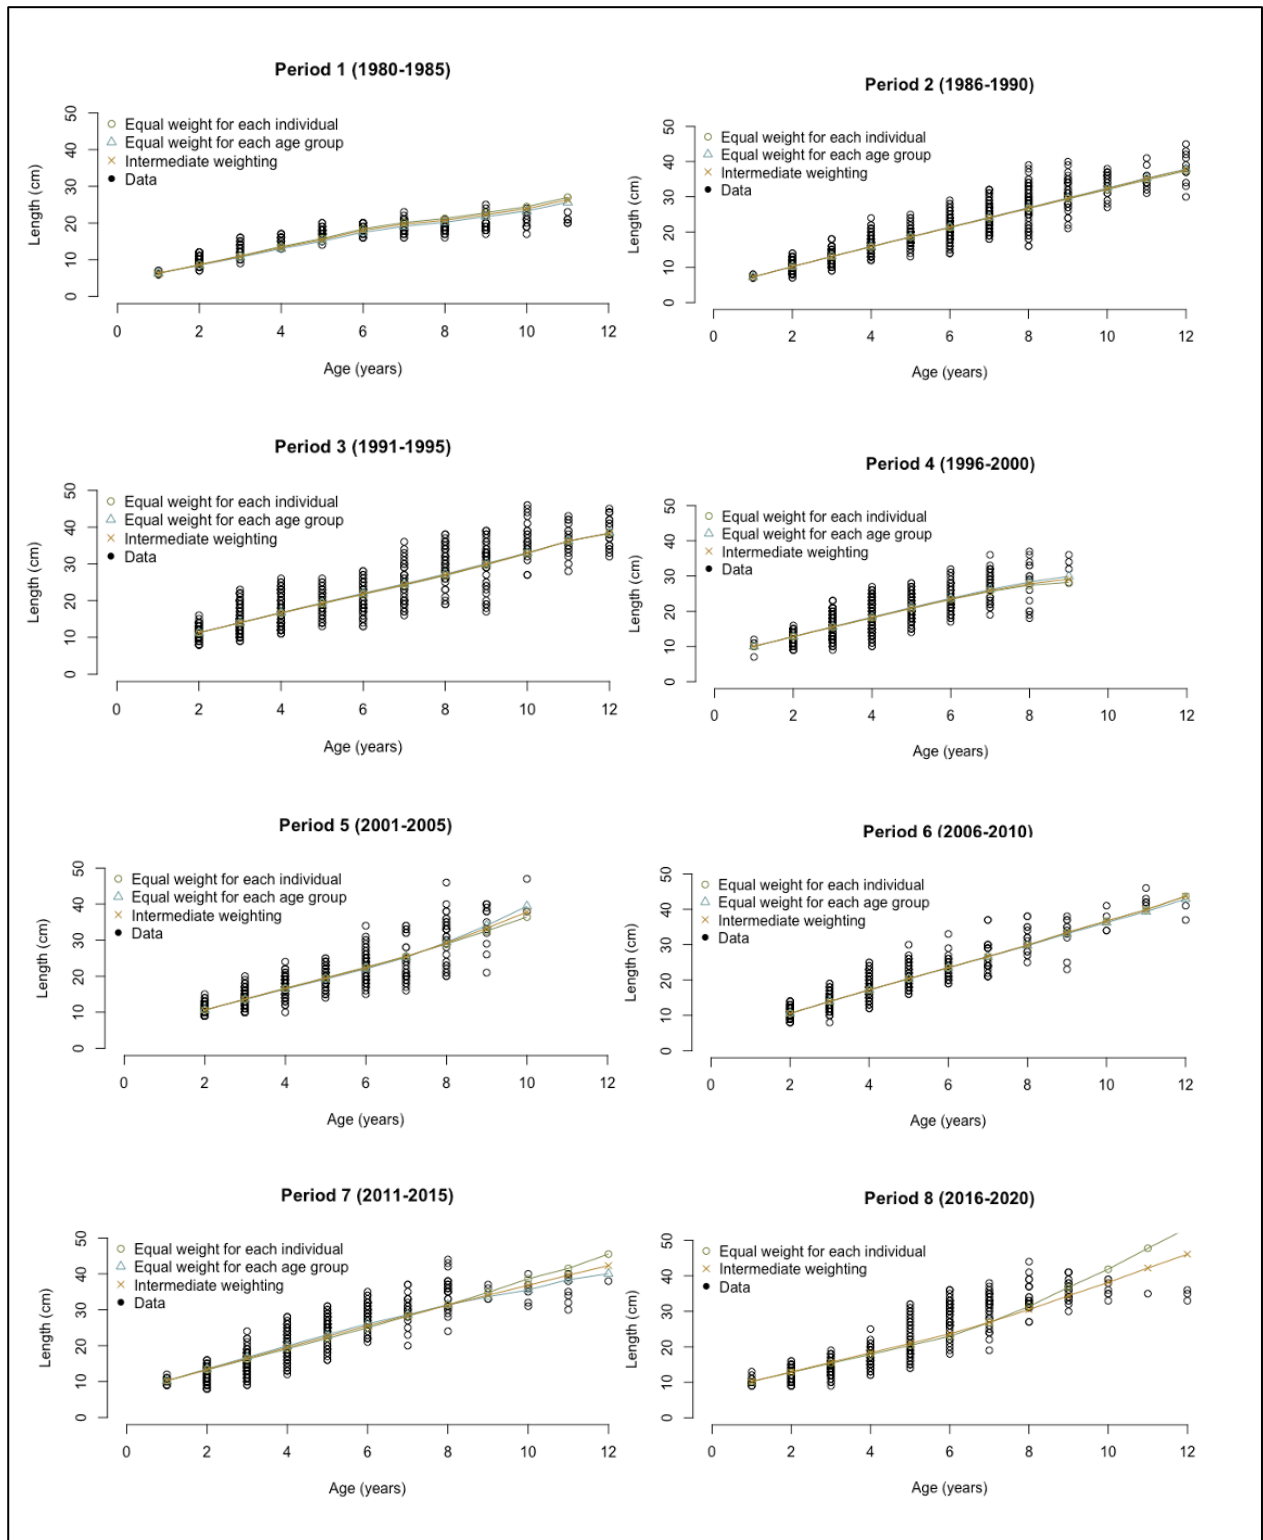 Period 1 (1980-1985)
Length (cm)
50
40
30
20
10
0
Equal weight for each individual
Equal weight for each age group
Intermediate weighting
Data
0 2 4 6 8 10 12
Age (years)
Period 2 (1986-1990)
Length (cm)
50
40
30
20
10
0
Equal weight for each individual
Equal weight for each age group
Intermediate weighting
Data
0 2 4 6 8 10 12
Age (years)
Period 3 (1991-1995)
Length (cm)
50
40
30
20
10
0
Equal weight for each individual
Equal weight for each age group
Intermediate weighting
Data
0 2 4 6 8 10 12
Age (years)
Period 4 (1996-2000)
Length (cm)
50
40
30
20
10
0
Equal weight for each individual
Equal weight for each age group
Intermediate weighting
Data
0 2 4 6 8 10 12
Age (years)
Period 5 (2001-2005)
Length (cm)
50
40
30
20
10
0
Equal weight for each individual
Equal weight for each age group
Intermediate weighting
Data
0 2 4 6 8 10 12
Age (years)
Period 6 (2006-2010)
Length (cm)
50
40
30
20
10
0
Equal weight for each individual
Equal weight for each age group
Intermediate weighting
Data
0 2 4 6 8 10 12
Age (years)
Period 7 (2011-2015)
Length (cm)
50
40
30
20
10
0
Equal weight for each individual
Equal weight for each age group
Intermediate weighting
Data
0 2 4 6 8 10 12
Age (years)
Period 8 (2016-2020)
Length (cm)
50
40
30
20
10
0
Equal weight for each individual
Intermediate weighting
Data
0 2 4 6 8 10 12
Age (years)